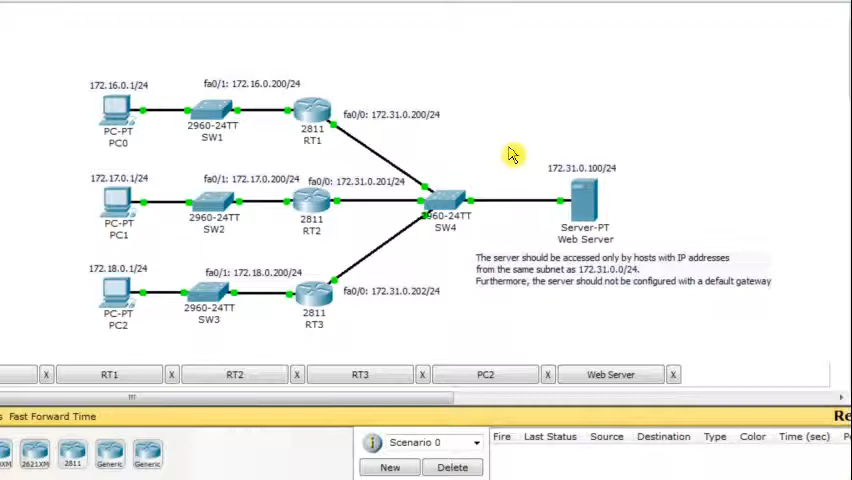 172.16.0.1/24
fa0/1: 172.16.0.200/24
fa0/0: 172.31.0.200/24
PC-PT
PC0
2960-24TT
SW1
2811
RT1
172.17.0.1/24
fa0/1: 172.17.0.200/24
fa0/0: 172.31.0.201/24
172.31.0.100/24
PC-PT
PC1
2960-24TT
SW2
2811
RT2
2960-24TT
SW4
Server-PT
Web Server
172.18.0.1/24
fa0/1: 172.18.0.200/24
fa0/0: 172.31.0.202/24
PC-PT
PC2
2960-24TT
SW3
2811
RT3
The server should be accessed only by hosts with IP addresses
from the same subnet as 172.31.0.0/24.
Furthermore, the server should not be configured with a default gateway
X RT1 X RT2 X RT3 X PC2 X Web Server X
Fast Forward Time
Re
Scenario 0
Fire Last Status Source Destination Type Color Time (sec)
New Delete
2621XM 2811 Generic Generic